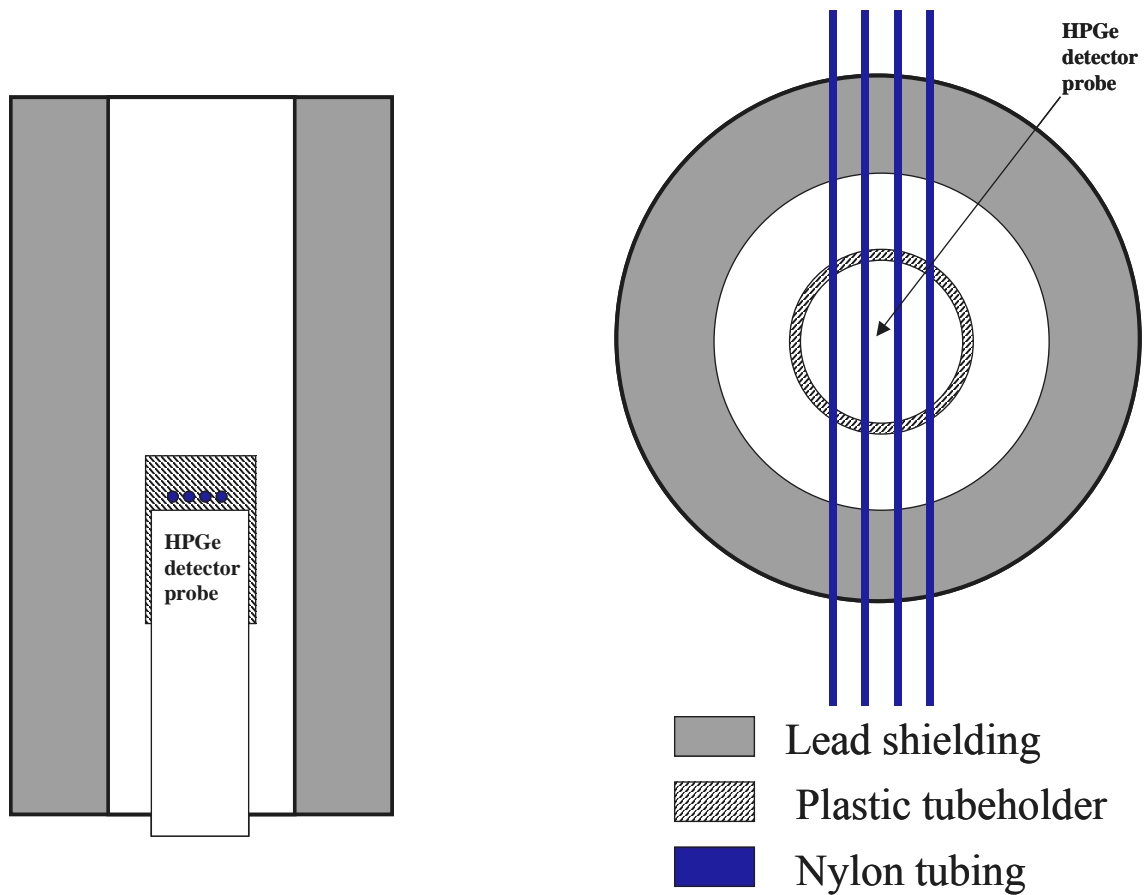 HPGe
detector
probe
HPGe
detector
probe
Lead shielding
Plastic tubeholder
Nylon tubing